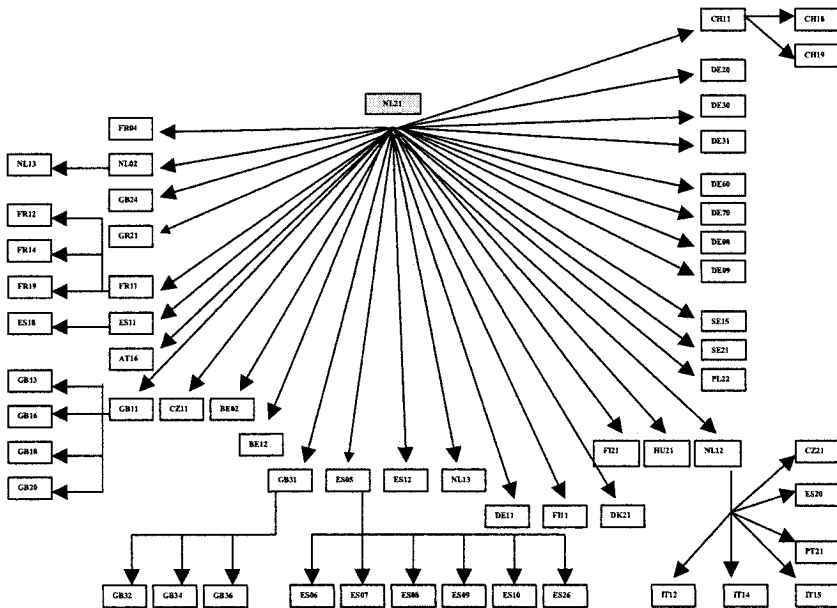 CH11
CH18
CH19
DE20
NL21
DE30
FR04
DE31
NL13
NL02
DE60
GB24
DE70
FR12
GR21
DE08
FR14
DE09
FR19
FR11
ES18
ES11
SE15
AT16
SE21
PL22
GB13
GB16
GB11
CZ11
BE02
GB18
BE12
FI21
HU21
NL12
CZ21
GB20
GB31
ES05
ES12
NL13
ES20
DE11
FI11
DK21
PT21
GB32
GB34
GB36
ES06
ES07
ES08
ES09
ES10
ES26
IT12
IT14
IT15